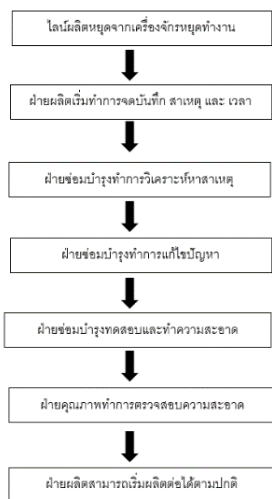 ไลน์ผลิตหยุดจากเครื่องจักรหยุดทำงาน
ฝ่ายผลิตเริ่มทำการจดบันทึก สาเหตุ และ เวลา
ฝ่ายซ่อมบำรุงทำการวิเคราะห์หาสาเหตุ
ฝ่ายซ่อมบำรุงทำการแก้ไขปัญหา
ฝ่ายซ่อมบำรุงทดสอบและทำความสะอาด
ฝ่ายคุณภาพทำการตรวจสอบความสะอาด
ฝ่ายผลิตสามารถเริ่มผลิตต่อได้ตามปกติ